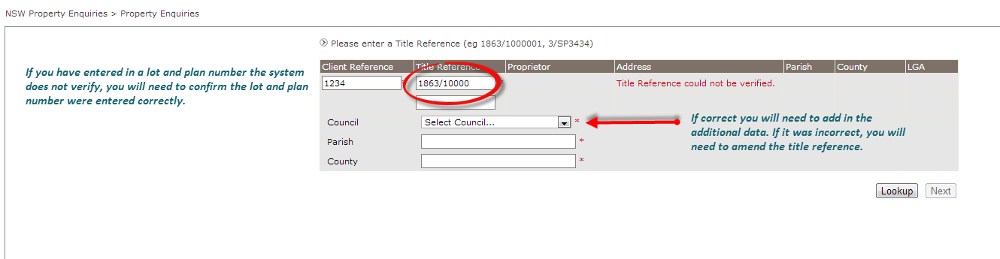 NSW Property Enquiries > Property Enquiries
Please enter a Title Reference (eg 1863/1000001, 3/SP3434)
If you have entered in a lot and plan number the system
does not verify, you will need to confirm the lot and plan
number were entered correctly.
Client Reference Title Reference Proprietor Address Parish County LGA
1234 * 1863/10000 * Title Reference could not be verified.
Council Select Council... *
If correct you will need to add in the
additional data. If it was incorrect, you will
need to amend the title reference.
Parish *
County *
Lookup Next